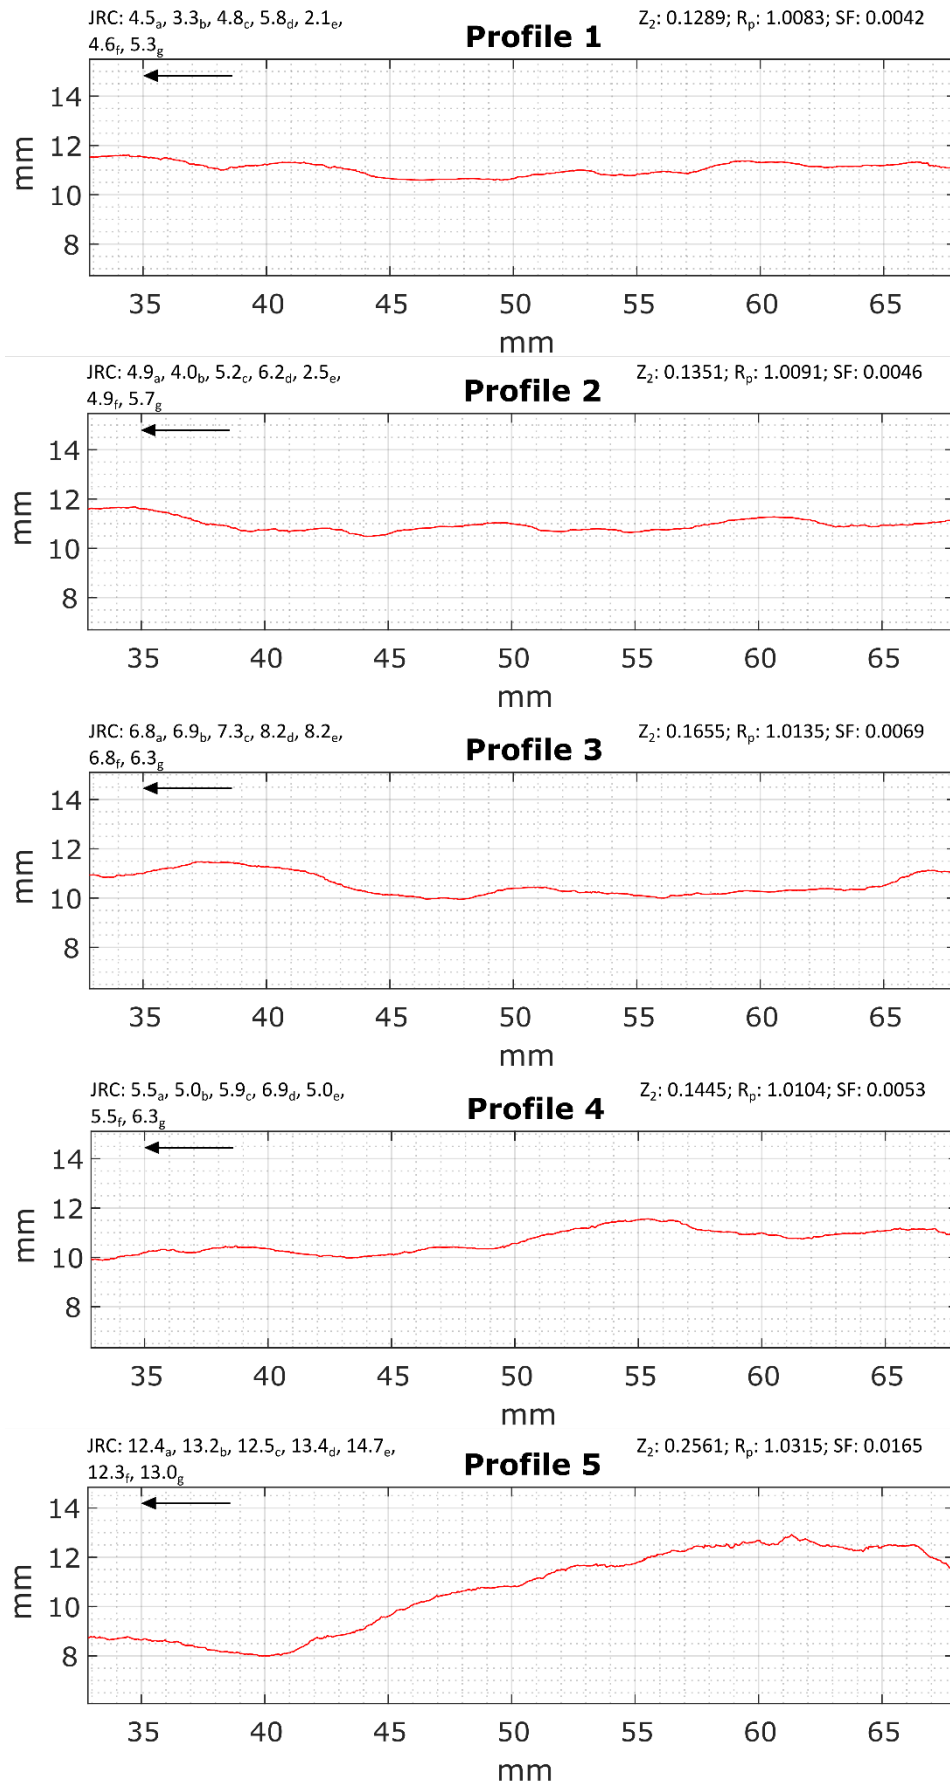 JRC: 4.5a, 3.3b, 4.8c, 5.8d, 2.1e,
4.6f, 5.3g
Profile 1
Z2: 0.1289; Rp: 1.0083; SF: 0.0042
14
12
10
8
mm
35 40 45 50 55 60 65
mm
JRC: 4.9a, 4.0b, 5.2c, 6.2d, 2.5e,
4.9f, 5.7g
Profile 2
Z2: 0.1351; Rp: 1.0091; SF: 0.0046
14
12
10
8
mm
35 40 45 50 55 60 65
mm
JRC: 6.8a, 6.9b, 7.3c, 8.2d, 8.2e,
6.8f, 6.3g
Profile 3
Z2: 0.1655; Rp: 1.0135; SF: 0.0069
14
12
10
8
mm
35 40 45 50 55 60 65
mm
JRC: 5.5a, 5.0b, 5.9c, 6.9d, 5.0e,
5.5f, 6.3g
Profile 4
Z2: 0.1445; Rp: 1.0104; SF: 0.0053
14
12
10
8
mm
35 40 45 50 55 60 65
mm
JRC: 12.4a, 13.2b, 12.5c, 13.4d, 14.7e,
12.3f, 13.0g
Profile 5
Z2: 0.2561; Rp: 1.0315; SF: 0.0165
14
12
10
8
mm
35 40 45 50 55 60 65
mm